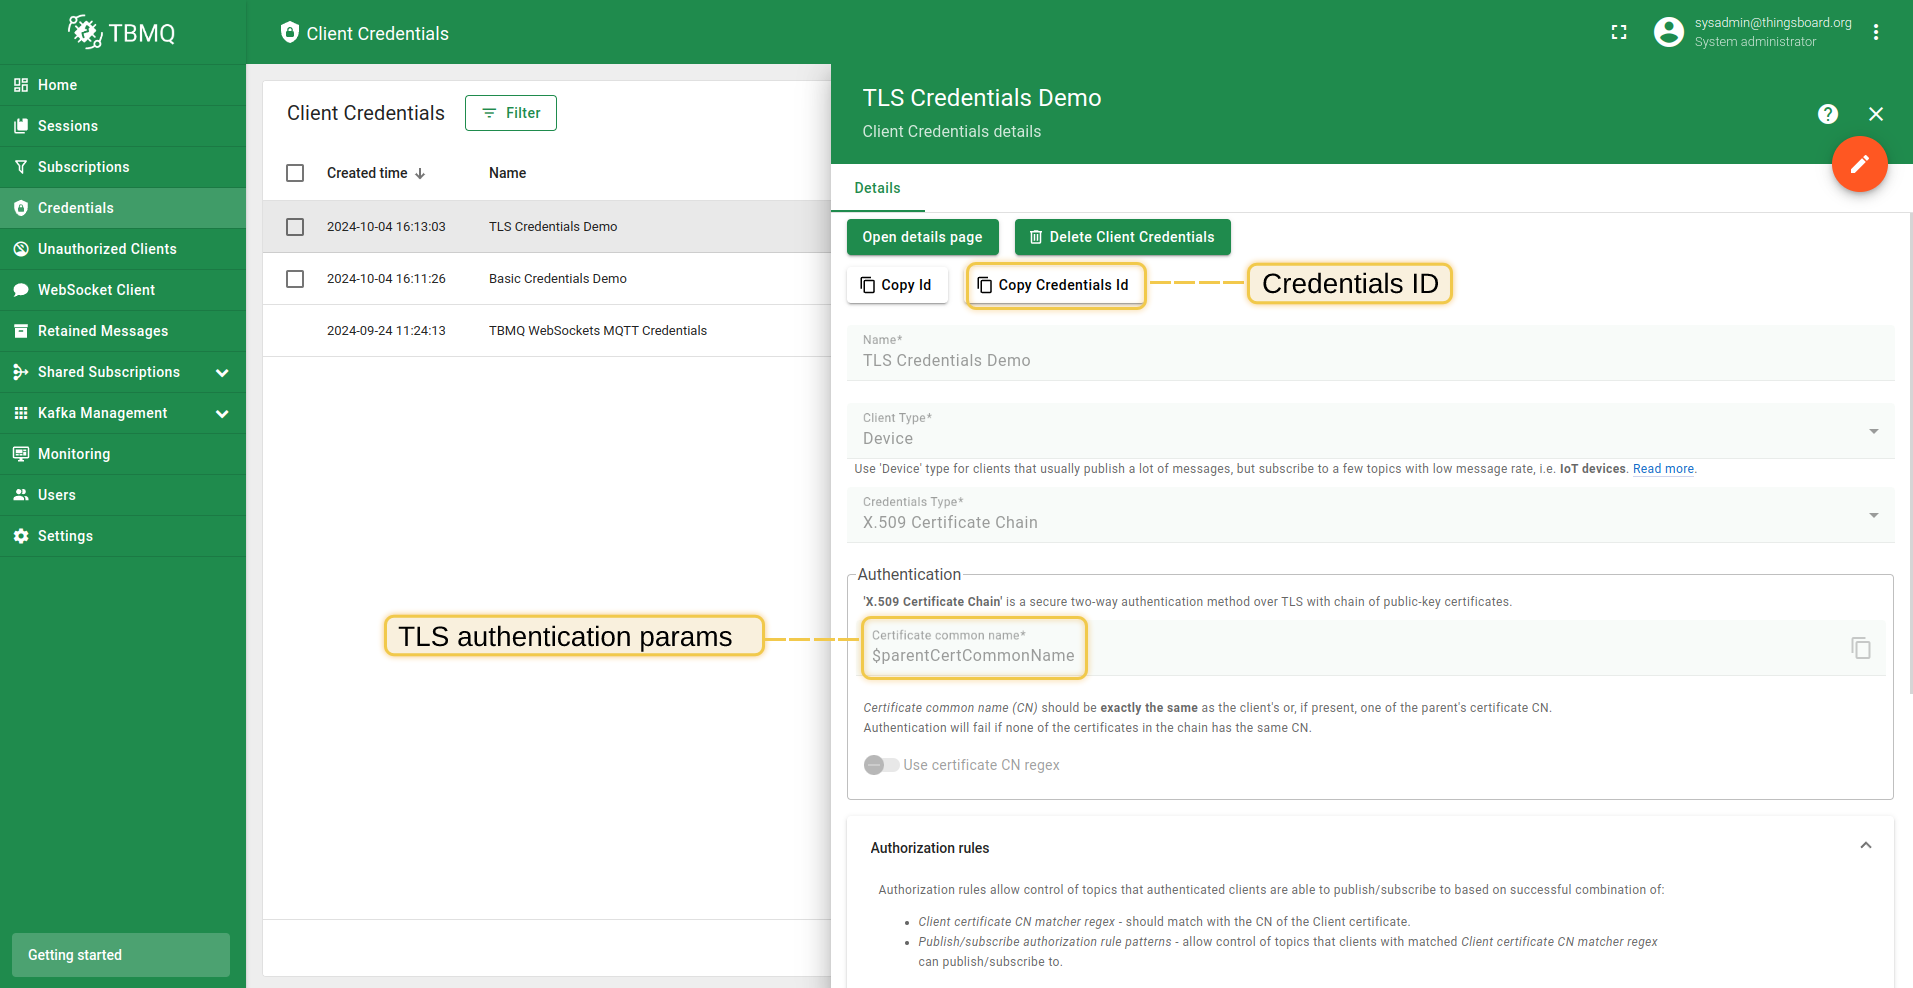 TBMQ
Client Credentials
sysadmin@thingsboard.org
System administrator
Home
Sessions
Subscriptions
Credentials
Unauthorized Clients
WebSocket Client
Retained Messages
Shared Subscriptions
Kafka Management
Monitoring
Users
Settings
Getting started
Client Credentials
Filter
Created time
Name
2024-10-04 16:13:03
TLS Credentials Demo
2024-10-04 16:11:26
Basic Credentials Demo
2024-09-24 11:24:13
TBMQ WebSockets MQTT Credentials
TLS authentication params
TLS Credentials Demo
Client Credentials details
Details
Open details page
Delete Client Credentials
Copy Id
Copy Credentials Id
Credentials ID
Name*
TLS Credentials Demo
Client Type*
Device
Use 'Device' type for clients that usually publish a lot of messages, but subscribe to a few topics with low message rate, i.e. IoT devices. Read more.
Credentials Type*
X.509 Certificate Chain
Authentication
'X.509 Certificate Chain' is a secure two-way authentication method over TLS with chain of public-key certificates.
Certificate common name*
$parentCertCommonName
Certificate common name (CN) should be exactly the same as the client's or, if present, one of the parent's certificate CN.
Authentication will fail if none of the certificates in the chain has the same CN.
Use certificate CN regex
Authorization rules
Authorization rules allow control of topics that authenticated clients are able to publish/subscribe to based on successful combination of:
• Client certificate CN matcher regex - should match with the CN of the Client certificate.
• Publish/subscribe authorization rule patterns - allow control of topics that clients with matched Client certificate CN matcher regex
can publish/subscribe to.